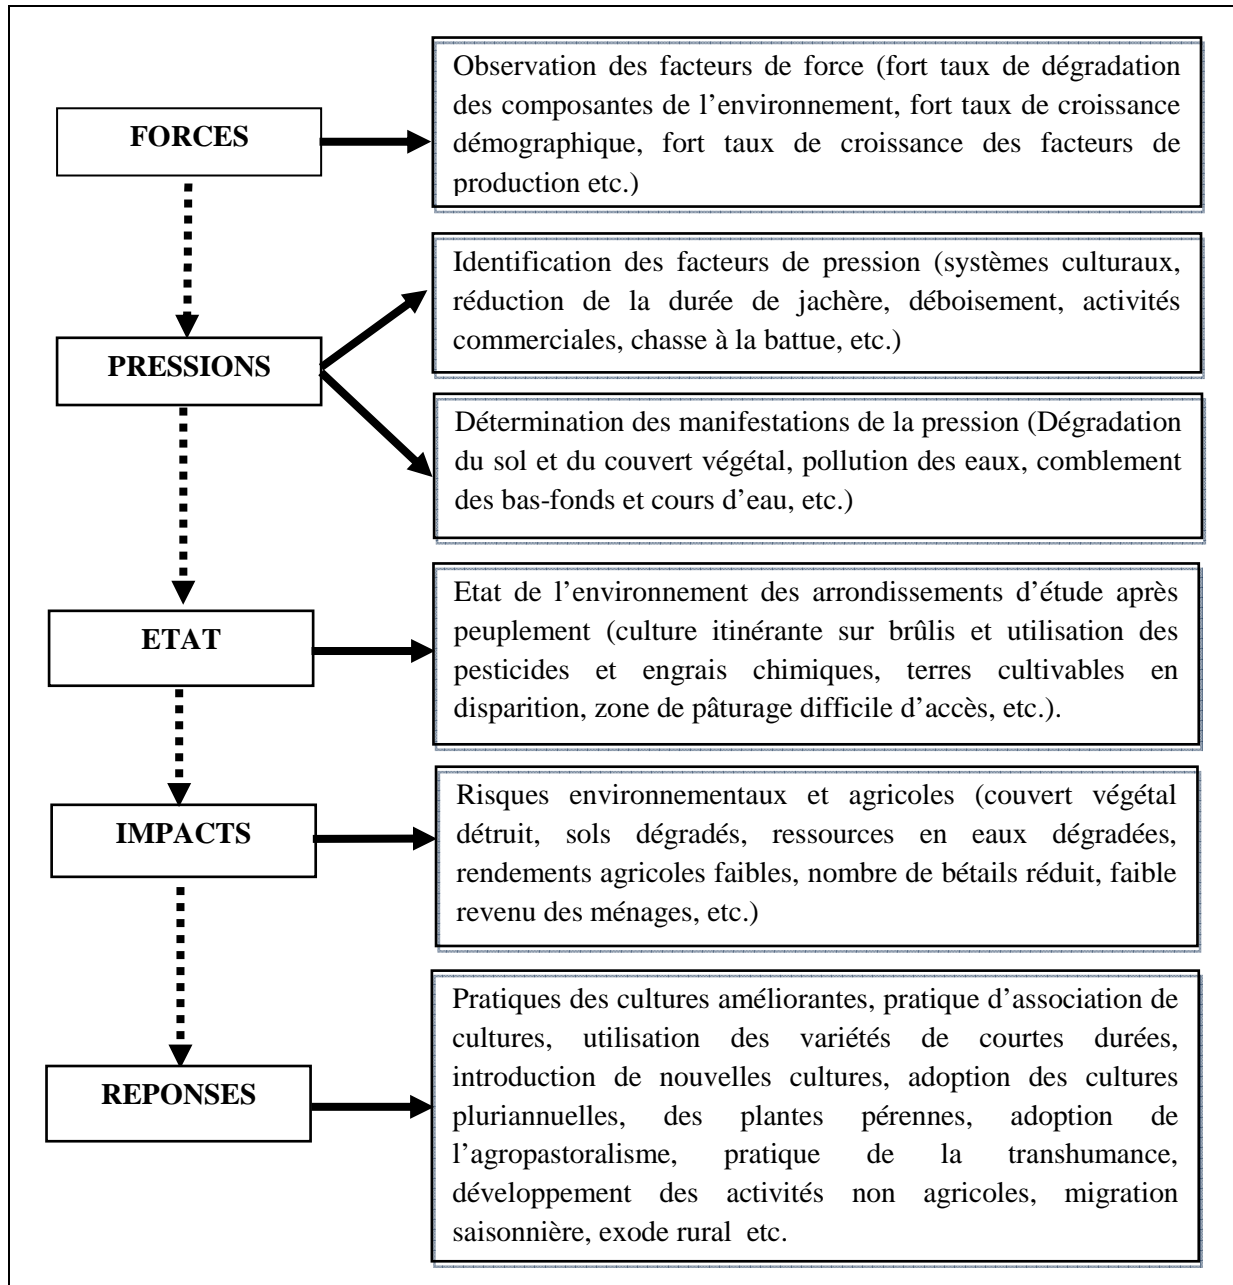 FORCES
Observation des facteurs de force (fort taux de dégradation
des composantes de l’environnement, fort taux de croissance
démographique, fort taux de croissance des facteurs de
production etc.)
PRESSIONS
Identification des facteurs de pression (systèmes culturaux,
réduction de la durée de jachère, déboisement, activités
commerciales, chasse à la battue, etc.)
Détermination des manifestations de la pression (Dégradation
du sol et du couvert végétal, pollution des eaux, comblement
des bas-fonds et cours d’eau, etc.)
ETAT
Etat de l’environnement des arrondissements d’étude après
peuplement (culture itinérante sur brûlis et utilisation des
pesticides et engrais chimiques, terres cultivables en
disparition, zone de pâturage difficile d’accès, etc.).
IMPACTS
Risques environnementaux et agricoles (couvert végétal
détruit, sols dégradés, ressources en eaux dégradées,
rendements agricoles faibles, nombre de bétails réduit, faible
revenu des ménages, etc.)
REPONSES
Pratiques des cultures améliorantes, pratique d’association de
cultures, utilisation des variétés de courtes durées,
introduction de nouvelles cultures, adoption des cultures
pluriannuelles, des plantes pérennes, adoption de
l’agropastoralisme, pratique de la transhumance,
développement des activités non agricoles, migration
saisonnière, exode rural etc.